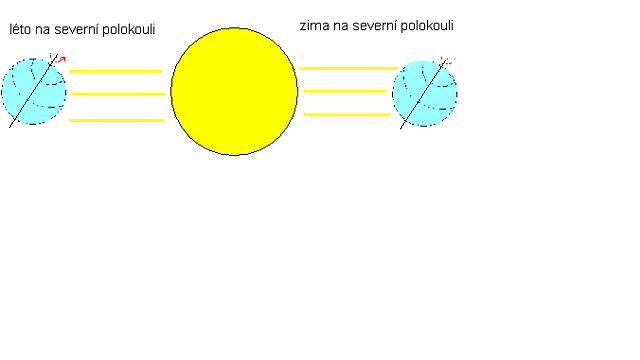 léto na severní polokouli
zima na severní polokouli